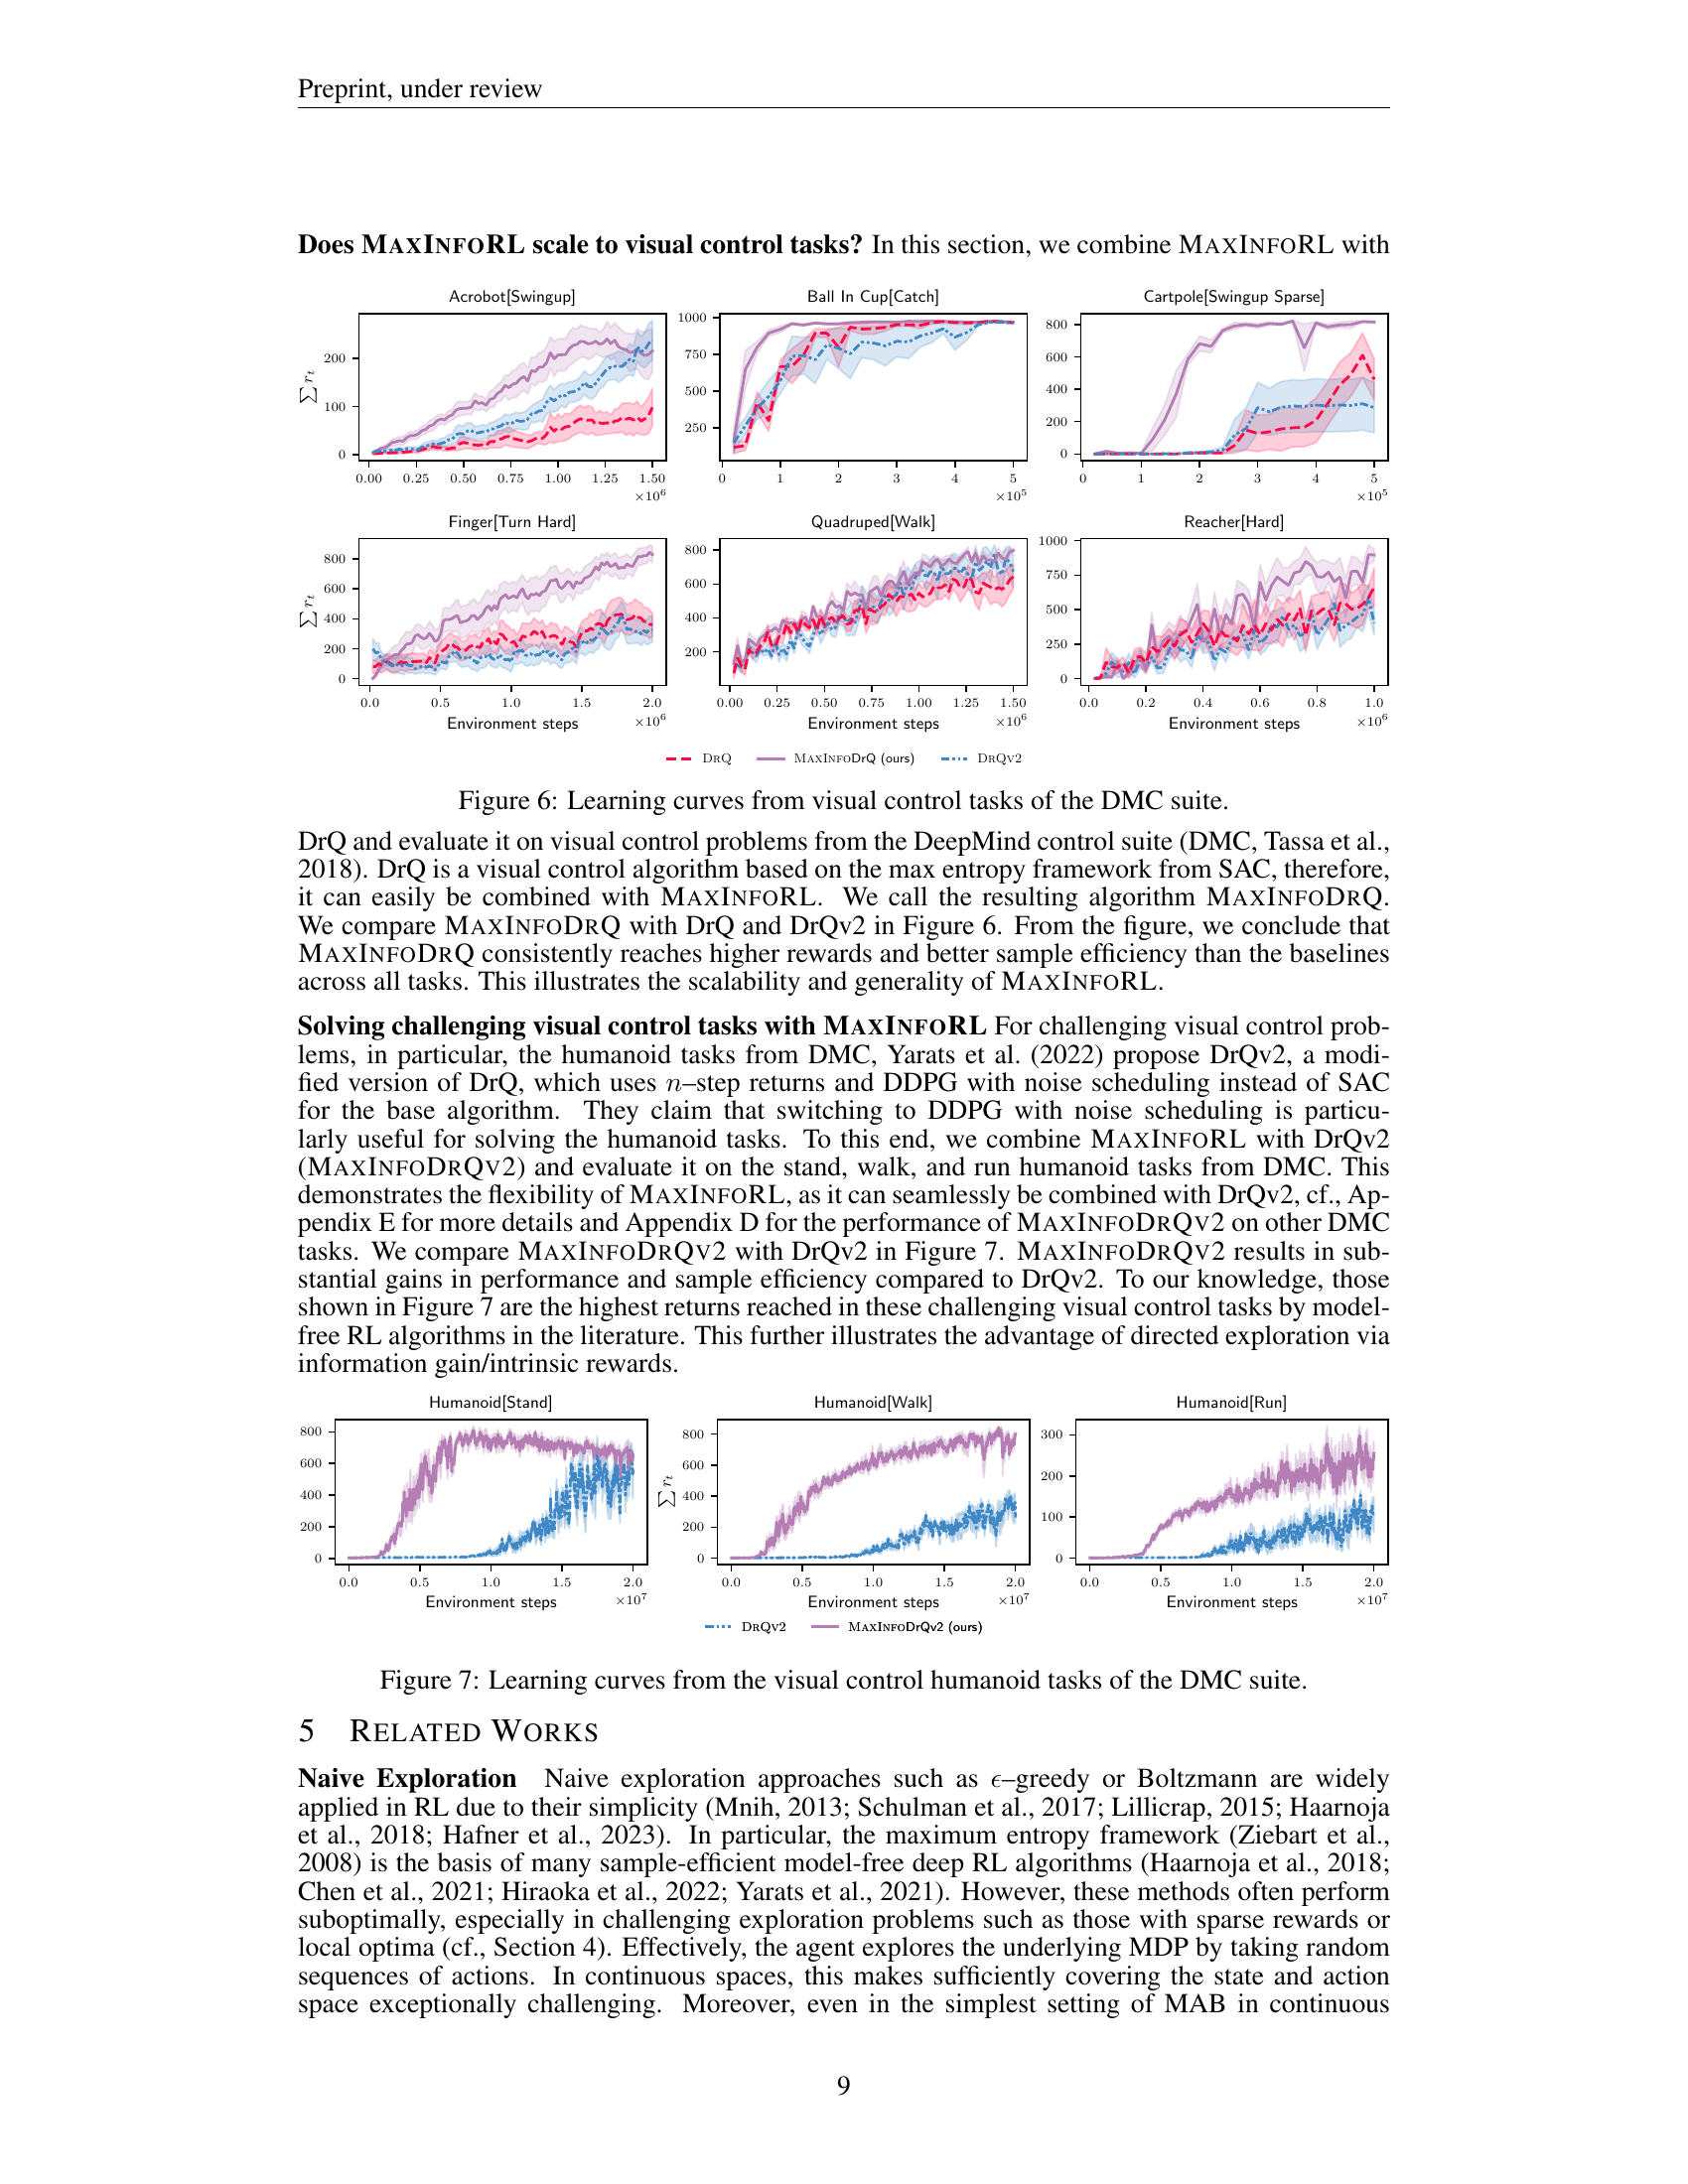 Preprint, under review
Does MAXINFORL scale to visual control tasks? In this section, we combine MAXINFORL with
Acrobot[Swingup]
Ball In Cup[Catch]
Cartpole[Swingup Sparse]
∑ r_t
200
100
0
0.00 0.25 0.50 0.75 1.00 1.25 1.50
×10⁶
1000
750
500
250
0 1 2 3 4 5
×10⁵
800
600
400
200
0
0 1 2 3 4 5
×10⁵
Finger[Turn Hard]
Quadruped[Walk]
Reacher[Hard]
∑ r_t
800
600
400
200
0
0.0 0.5 1.0 1.5 2.0
Environment steps ×10⁶
800
600
400
200
0.00 0.25 0.50 0.75 1.00 1.25 1.50
Environment steps ×10⁶
1000
750
500
250
0
0.0 0.2 0.4 0.6 0.8 1.0
Environment steps ×10⁶
DRQ MAXINFODRQ (ours) DRQV2
Figure 6: Learning curves from visual control tasks of the DMC suite.
DrQ and evaluate it on visual control problems from the DeepMind control suite (DMC, Tassa et al.,
2018). DrQ is a visual control algorithm based on the max entropy framework from SAC, therefore,
it can easily be combined with MAXINFORL. We call the resulting algorithm MAXINFODRQ.
We compare MAXINFODRQ with DrQ and DrQv2 in Figure 6. From the figure, we conclude that
MAXINFODRQ consistently reaches higher rewards and better sample efficiency than the baselines
across all tasks. This illustrates the scalability and generality of MAXINFORL.
Solving challenging visual control tasks with MAXINFORL For challenging visual control prob-
lems, in particular, the humanoid tasks from DMC, Yarats et al. (2022) propose DrQv2, a modi-
fied version of DrQ, which uses n–step returns and DDPG with noise scheduling instead of SAC
for the base algorithm. They claim that switching to DDPG with noise scheduling is particu-
larly useful for solving the humanoid tasks. To this end, we combine MAXINFORL with DrQv2
(MAXINFODRQV2) and evaluate it on the stand, walk, and run humanoid tasks from DMC. This
demonstrates the flexibility of MAXINFORL, as it can seamlessly be combined with DrQv2, cf., Ap-
pendix E for more details and Appendix D for the performance of MAXINFODRQV2 on other DMC
tasks. We compare MAXINFODRQV2 with DrQv2 in Figure 7. MAXINFODRQV2 results in sub-
stantial gains in performance and sample efficiency compared to DrQv2. To our knowledge, those
shown in Figure 7 are the highest returns reached in these challenging visual control tasks by model-
free RL algorithms in the literature. This further illustrates the advantage of directed exploration via
information gain/intrinsic rewards.
Humanoid[Stand]
Humanoid[Walk]
Humanoid[Run]
800
600
400
200
0
0.0 0.5 1.0 1.5 2.0
Environment steps ×10⁷
∑ r_t
800
600
400
200
0
0.0 0.5 1.0 1.5 2.0
Environment steps ×10⁷
300
200
100
0
0.0 0.5 1.0 1.5 2.0
Environment steps ×10⁷
DRQV2 MAXINFODrQv2 (ours)
Figure 7: Learning curves from the visual control humanoid tasks of the DMC suite.
5 RELATED WORKS
Naive Exploration Naive exploration approaches such as ϵ–greedy or Boltzmann are widely
applied in RL due to their simplicity (Mnih, 2013; Schulman et al., 2017; Lillicrap, 2015; Haarnoja
et al., 2018; Hafner et al., 2023). In particular, the maximum entropy framework (Ziebart et al.,
2008) is the basis of many sample-efficient model-free deep RL algorithms (Haarnoja et al., 2018;
Chen et al., 2021; Hiraoka et al., 2022; Yarats et al., 2021). However, these methods often perform
suboptimally, especially in challenging exploration problems such as those with sparse rewards or
local optima (cf., Section 4). Effectively, the agent explores the underlying MDP by taking random
sequences of actions. In continuous spaces, this makes sufficiently covering the state and action
space exceptionally challenging. Moreover, even in the simplest setting of MAB in continuous
9